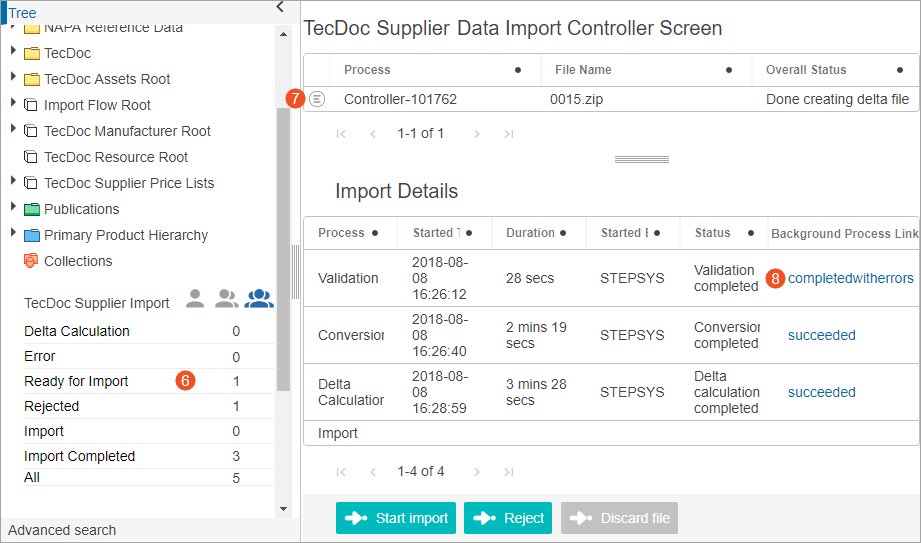 Tree
NAPA Reference Data
TecDoc
TecDoc Assets Root
Import Flow Root
TecDoc Manufacturer Root
TecDoc Resource Root
TecDoc Supplier Price Lists
Publications
Primary Product Hierarchy
Collections
TecDoc Supplier Import
Delta Calculation 0
Error 0
Ready for Import 6 1
Rejected 1
Import 0
Import Completed 3
All 5
Advanced search
TecDoc Supplier Data Import Controller Screen
Process File Name Overall Status
7 Controller-101762 0015.zip Done creating delta file
1-1 of 1
Import Details
Process Started Duration Started Status Background Process Link
Validation
2018-08-
08
16:26:12
28 secs
STEPSYS
Validation
completed
8 completedwitherrors
Conversion
2018-08-
08
16:26:40
2 mins 19
secs
STEPSYS
Conversion
completed
succeeded
Delta
Calculation
2018-08-
08
16:28:59
3 mins 28
secs
STEPSYS
Delta
calculation
completed
succeeded
Import
1-4 of 4
Start import Reject Discard file